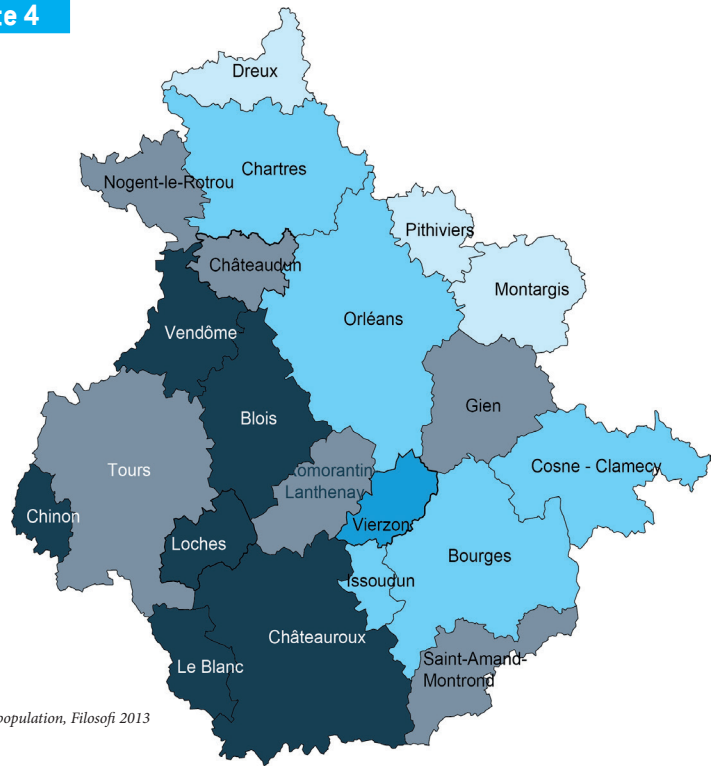 te 4
Dreux
Chartres
Nogent-le-Rotrou
Pithiviers
Châteaudun
Montargis
Orléans
Vendôme
Gien
Blois
Tours
Cosne - Clamecy
omorantin
Lanthenay
Chinon
Vierzon
Loches
Bourges
Issoudun
Châteauroux
Le Blanc
Saint-Amand-
Montrond
population, Filosofi 2013